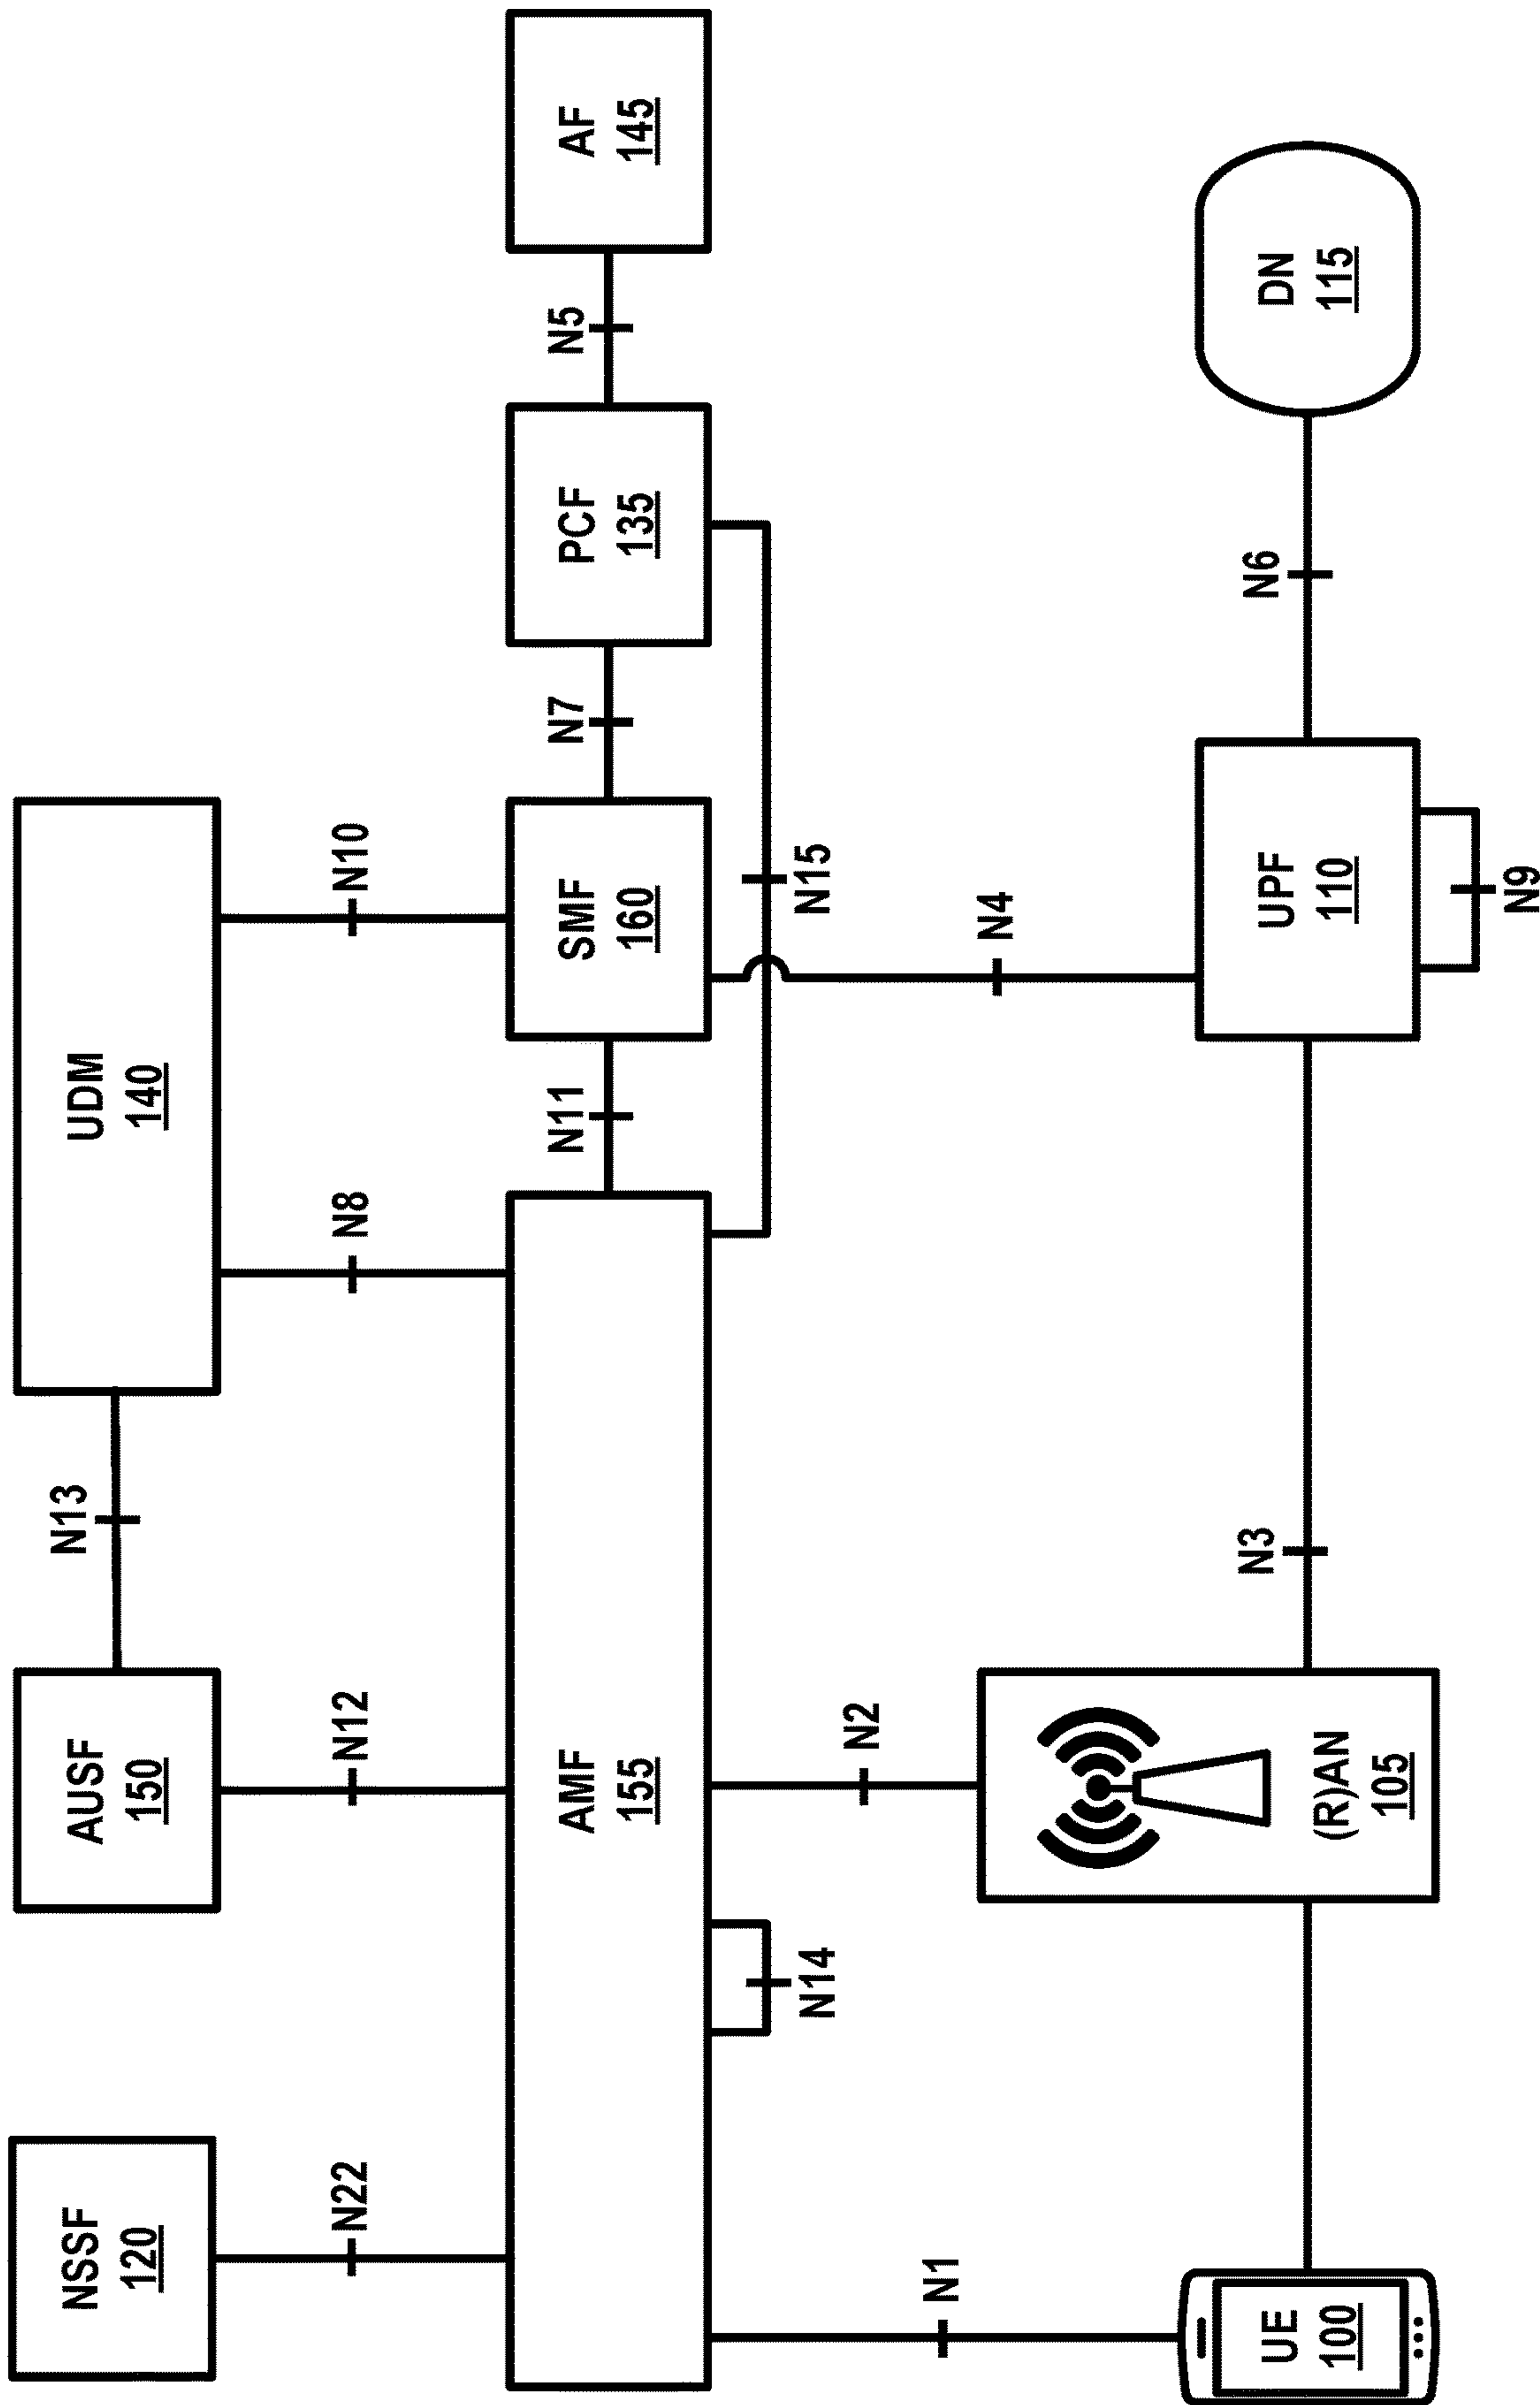 NSSF
120
AUSF
150
N13
UDM
140
N22
N12
N8
N10
AMF
155
N11
SMF
160
N7
PCF
135
N5
AF
145
N14
N15
N1
N2
N4
UE
100
(R)AN
105
N3
UPF
110
N6
DN
115
N9